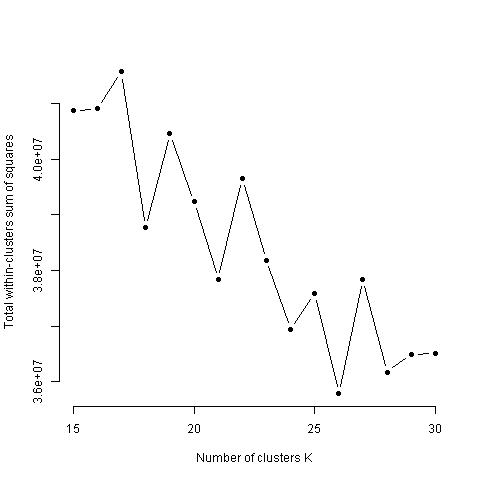 Total within-clusters sum of squares
4.0e+07
3.8e+07
3.6e+07
15 20 25 30
Number of clusters K